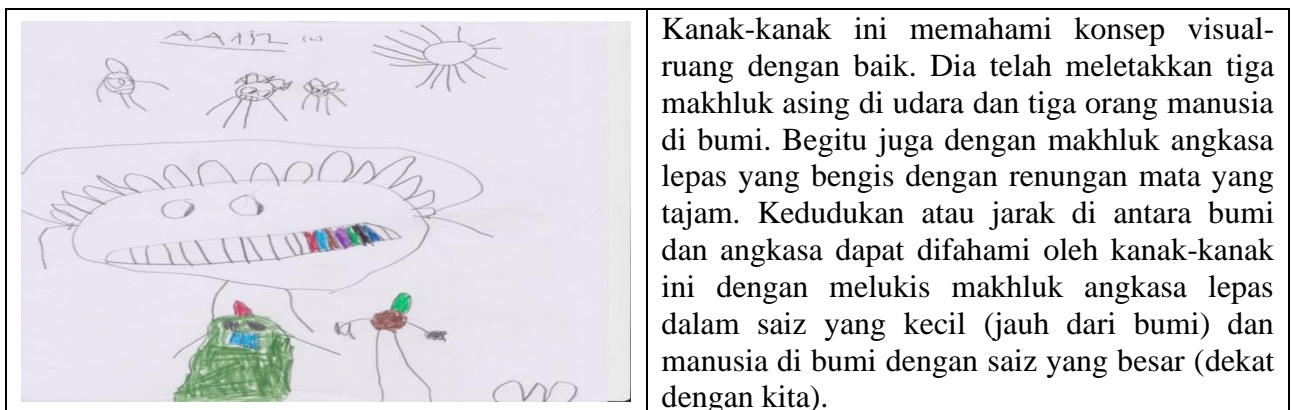 Kanak-kanak ini memahami konsep visual-
ruang dengan baik. Dia telah meletakkan tiga
makhluk asing di udara dan tiga orang manusia
di bumi. Begitu juga dengan makhluk angkasa
lepas yang bengis dengan renungan mata yang
tajam. Kedudukan atau jarak di antara bumi
dan angkasa dapat difahami oleh kanak-kanak
ini dengan melukis makhluk angkasa lepas
dalam saiz yang kecil (jauh dari bumi) dan
manusia di bumi dengan saiz yang besar (dekat
dengan kita).